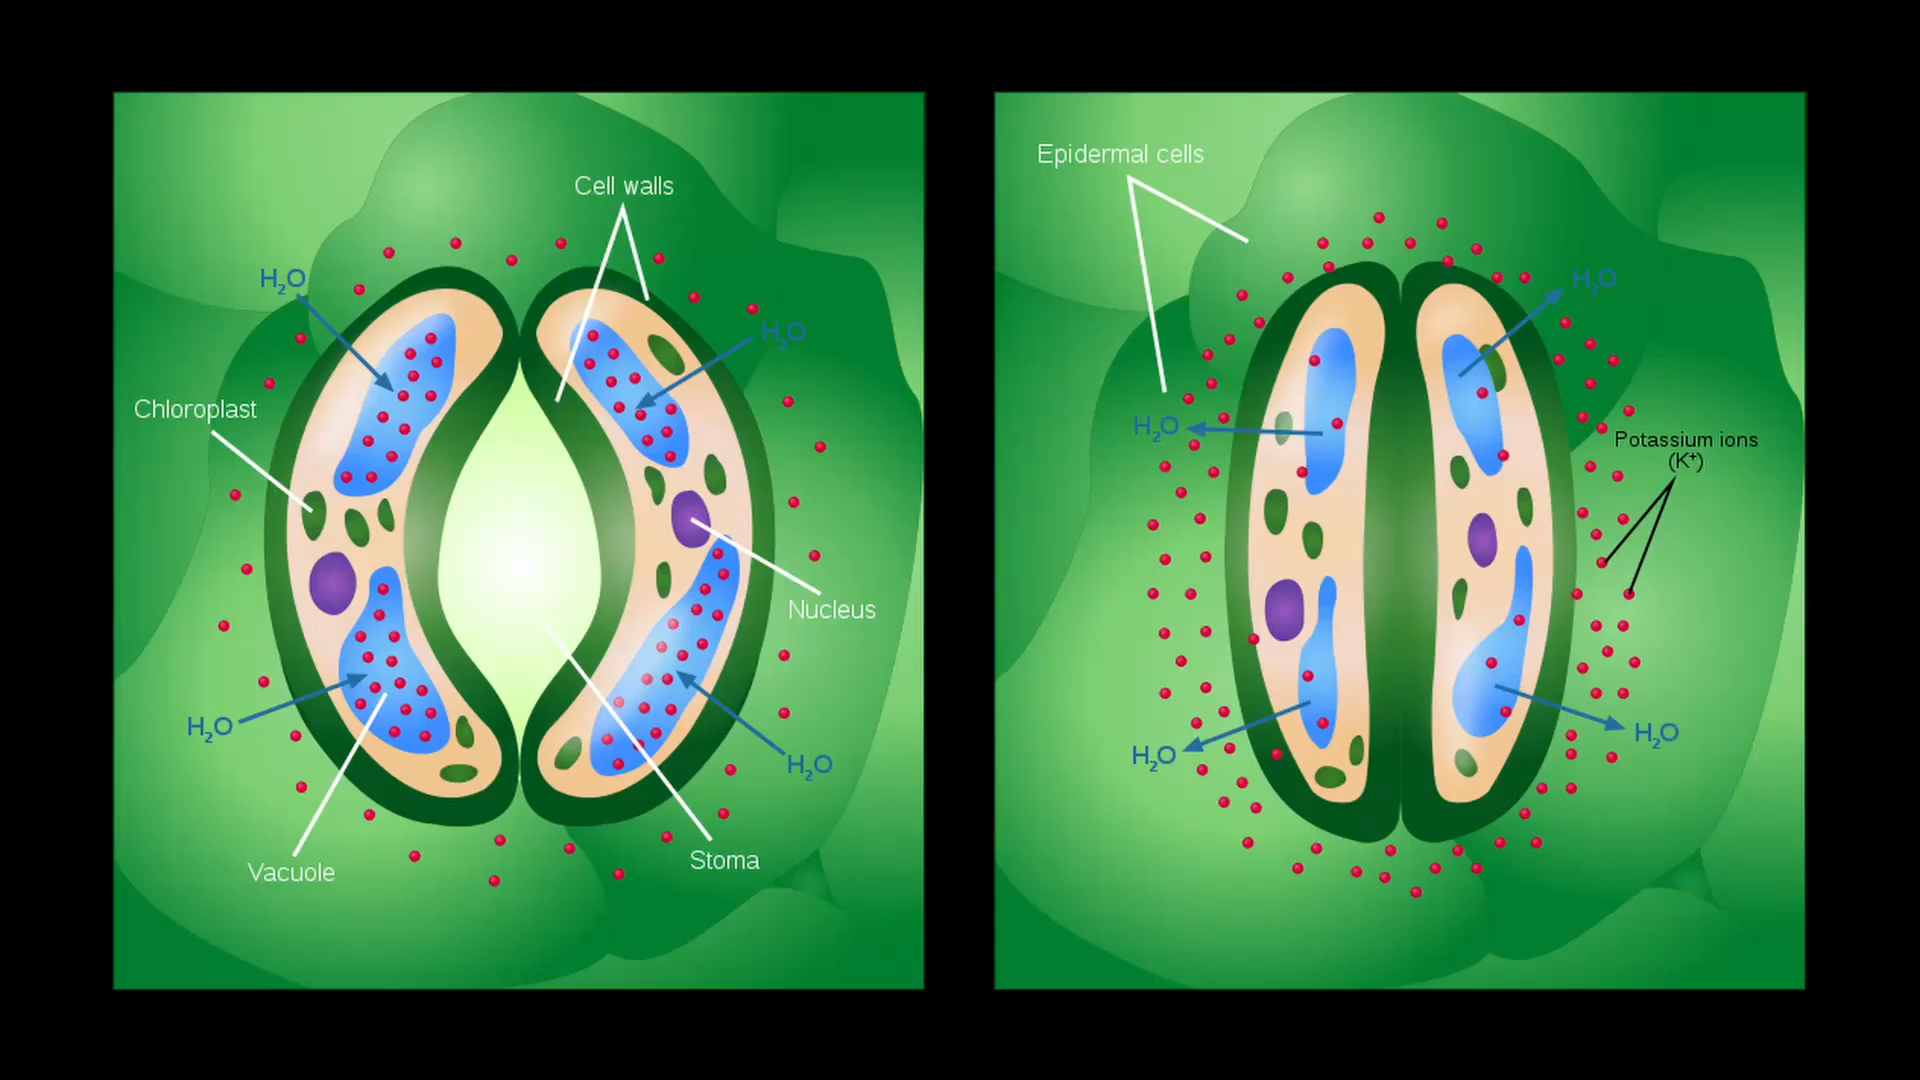 Cell walls
H₂O
H₂O
Chloroplast
Nucleus
H₂O
H₂O
Stoma
Vacuole
Epidermal cells
H₂O
H₂O
Potassium ions
(K⁺)
H₂O
H₂O